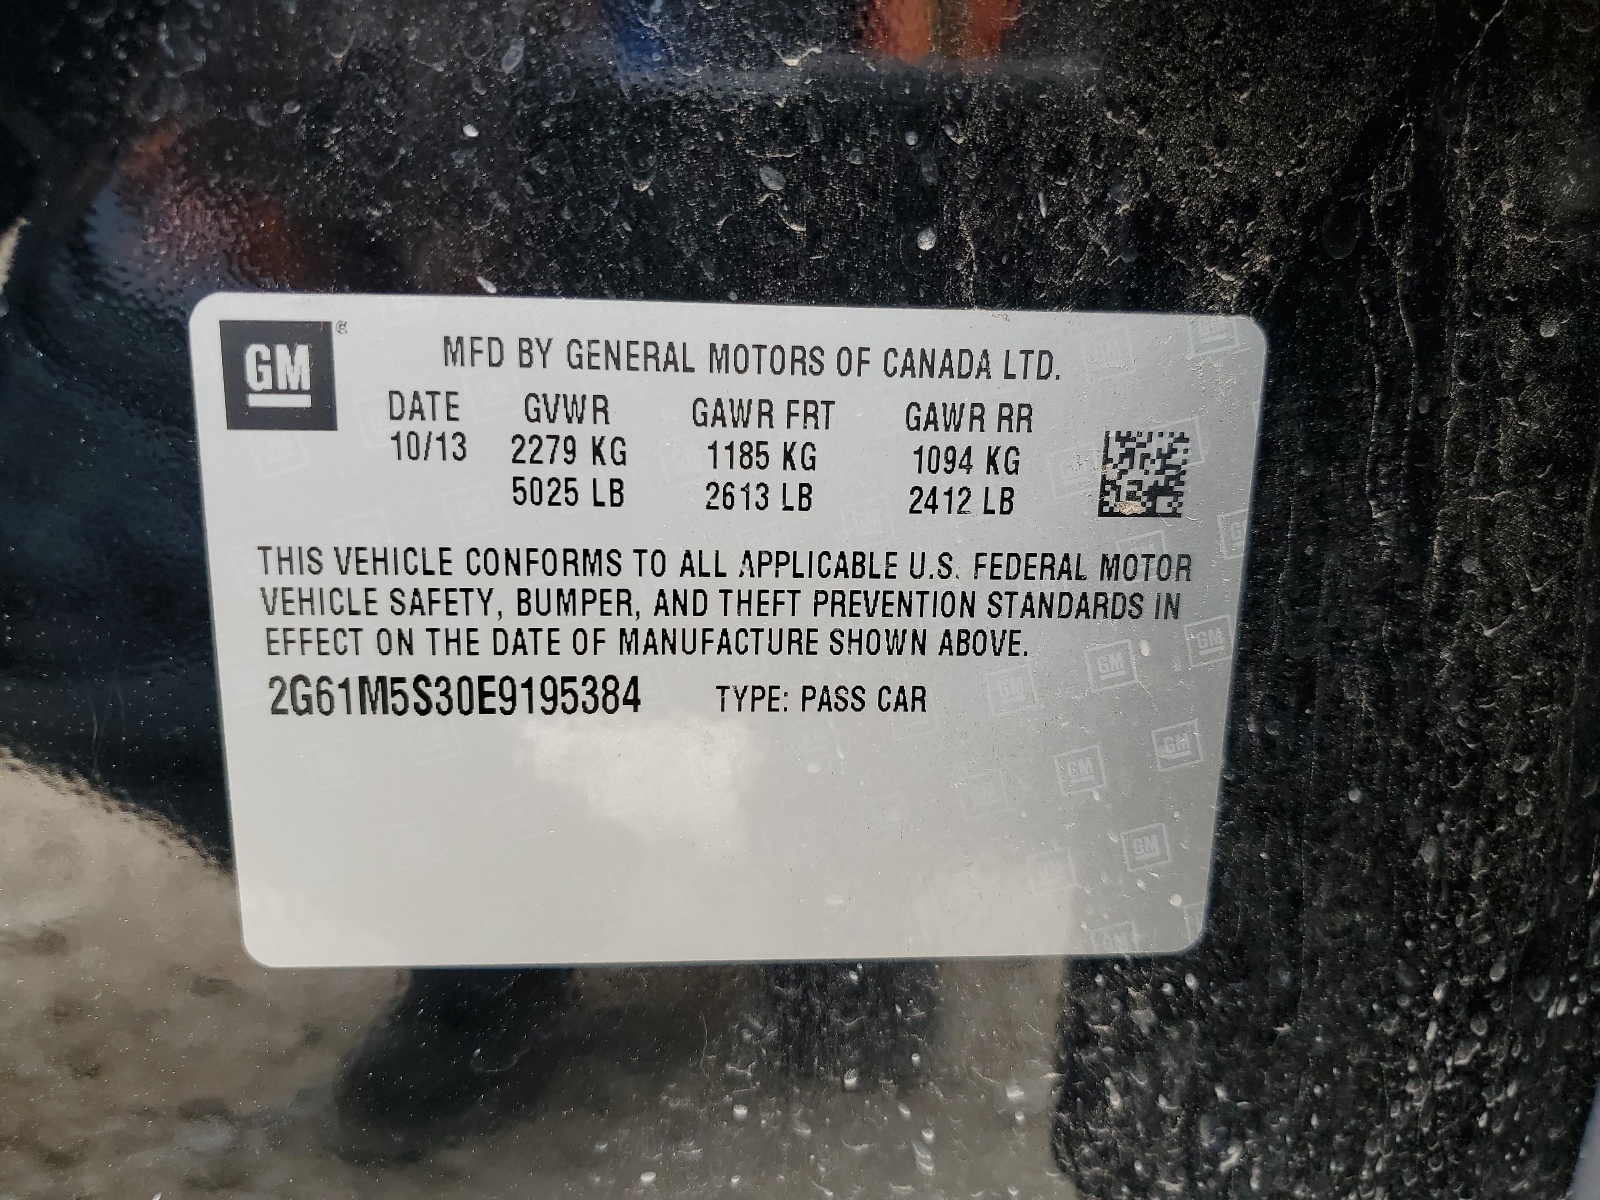 GM ®
MFD BY GENERAL MOTORS OF CANADA LTD.
DATE GVWR GAWR FRT GAWR RR
10/13 2279 KG 1185 KG 1094 KG
5025 LB 2613 LB 2412 LB
THIS VEHICLE CONFORMS TO ALL APPLICABLE U.S. FEDERAL MOTOR
VEHICLE SAFETY, BUMPER, AND THEFT PREVENTION STANDARDS IN
EFFECT ON THE DATE OF MANUFACTURE SHOWN ABOVE.
2G61M5S30E9195384 TYPE: PASS CAR